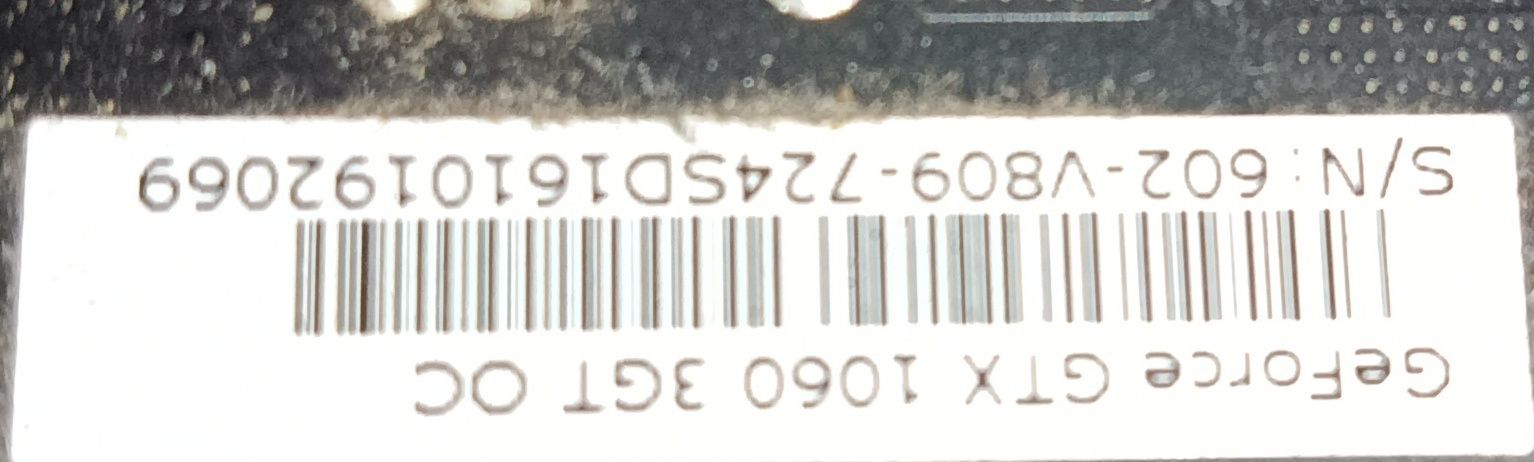 S/N:602-V809-724SD1610192069
GeForce GTX 1060 3GT OC